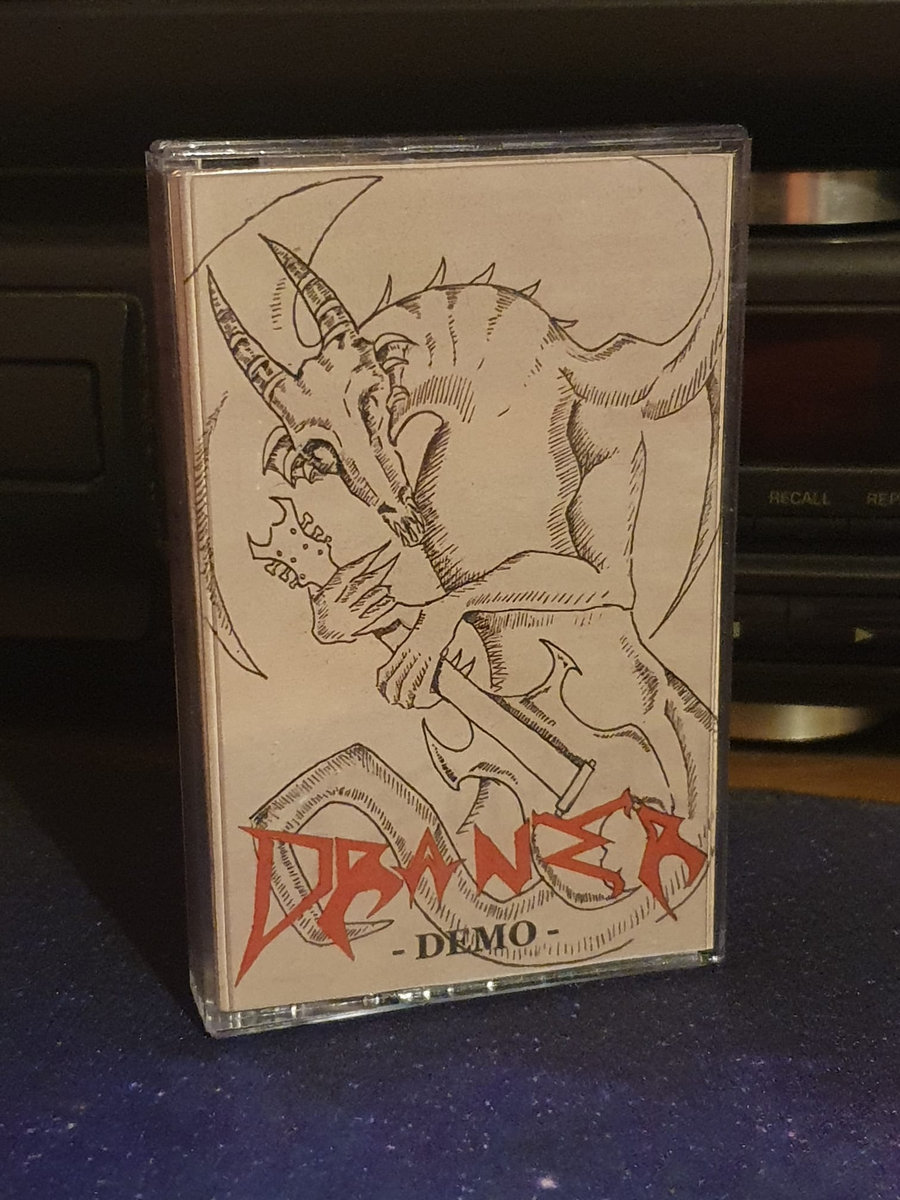 RECALL
DRANER
- DEMO -